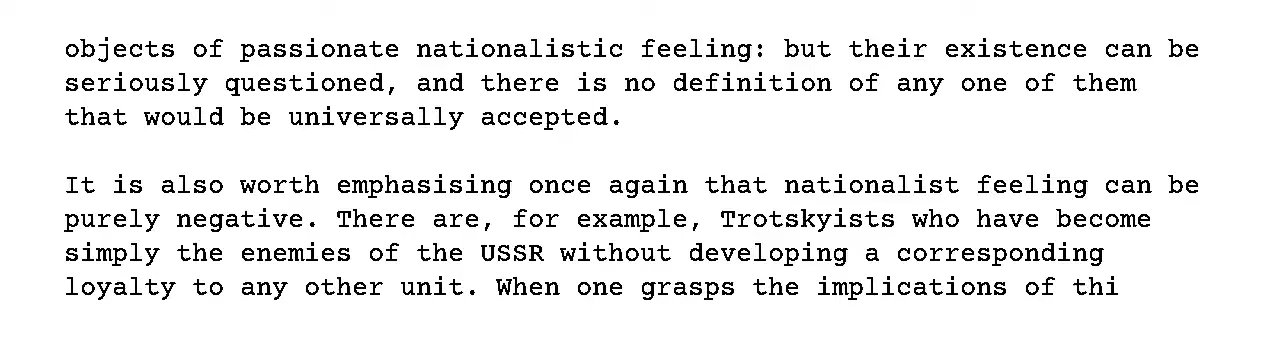 objects of passionate nationalistic feeling: but their existence can be
seriously questioned, and there is no definition of any one of them
that would be universally accepted.

It is also worth emphasising once again that nationalist feeling can be
purely negative. There are, for example, Trotskyists who have become
simply the enemies of the USSR without developing a corresponding
loyalty to any other unit. When one grasps the implications of thi